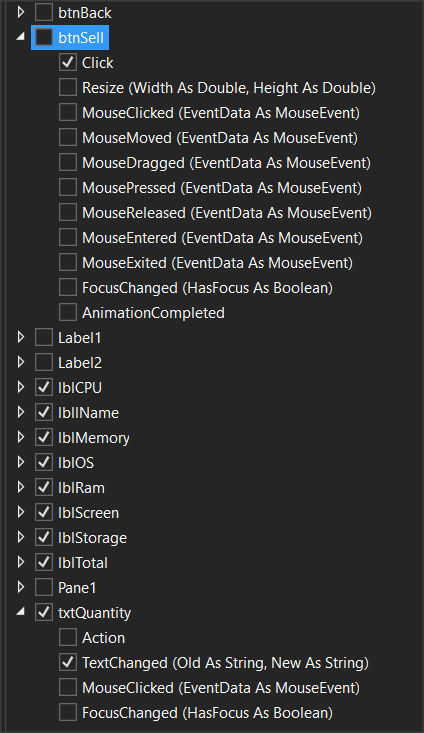 btnBack
btnSell
Click
Resize (Width As Double, Height As Double)
MouseClicked (EventData As MouseEvent)
MouseMoved (EventData As MouseEvent)
MouseDragged (EventData As MouseEvent)
MousePressed (EventData As MouseEvent)
MouseReleased (EventData As MouseEvent)
MouseEntered (EventData As MouseEvent)
MouseExited (EventData As MouseEvent)
FocusChanged (HasFocus As Boolean)
AnimationCompleted
Label1
Label2
lblCPU
lblIName
lblMemory
lblOS
lblRam
lblScreen
lblStorage
lblTotal
Pane1
txtQuantity
Action
TextChanged (Old As String, New As String)
MouseClicked (EventData As MouseEvent)
FocusChanged (HasFocus As Boolean)